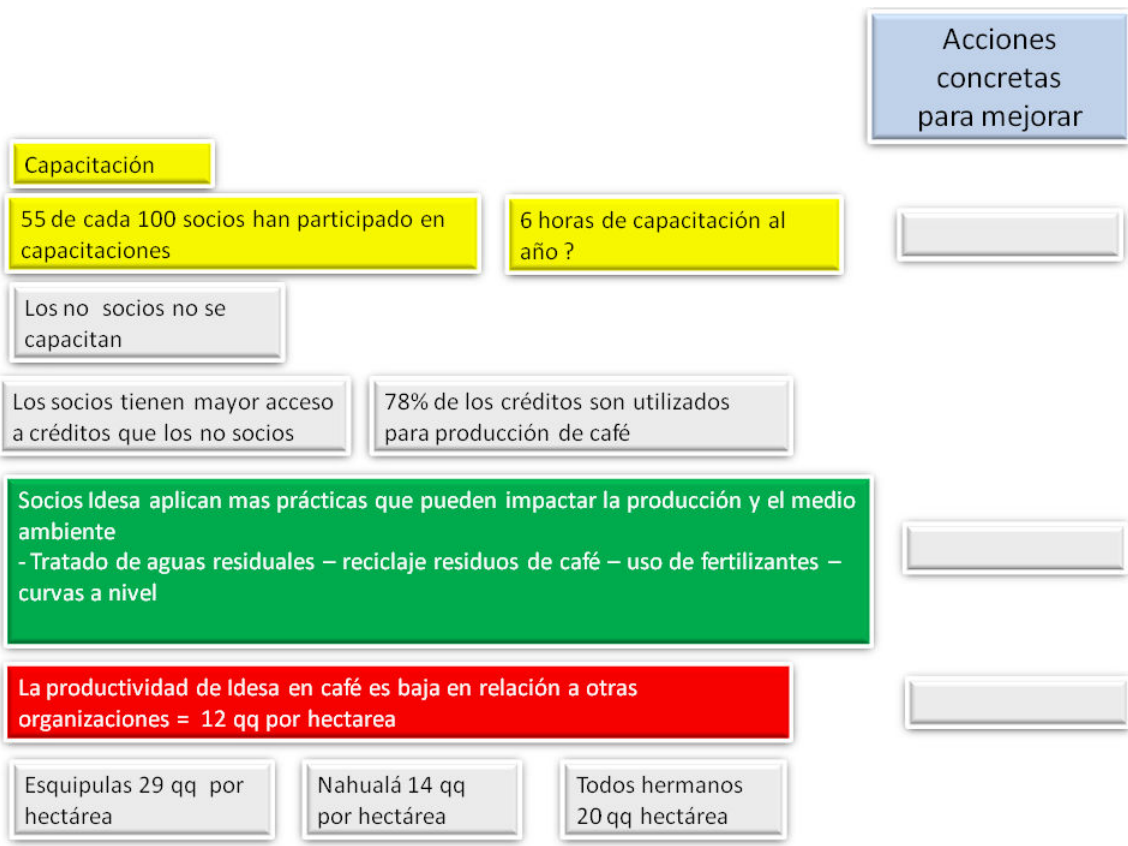 Acciones
concretas
para mejorar
Capacitación
55 de cada 100 socios han participado en
capacitaciones
6 horas de capacitación al
año ?
Los no  socios no se
capacitan
Los socios tienen mayor acceso
a créditos que los no socios
78% de los créditos son utilizados
para producción de café
Socios Idesa aplican mas prácticas que pueden impactar la producción y el medio
ambiente
- Tratado de aguas residuales – reciclaje residuos de café – uso de fertilizantes –
curvas a nivel
La productividad de Idesa en café es baja en relación a otras
organizaciones =  12 qq por hectarea
Esquipulas 29 qq  por
hectárea
Nahualá 14 qq
por hectárea
Todos hermanos
20 qq hectárea